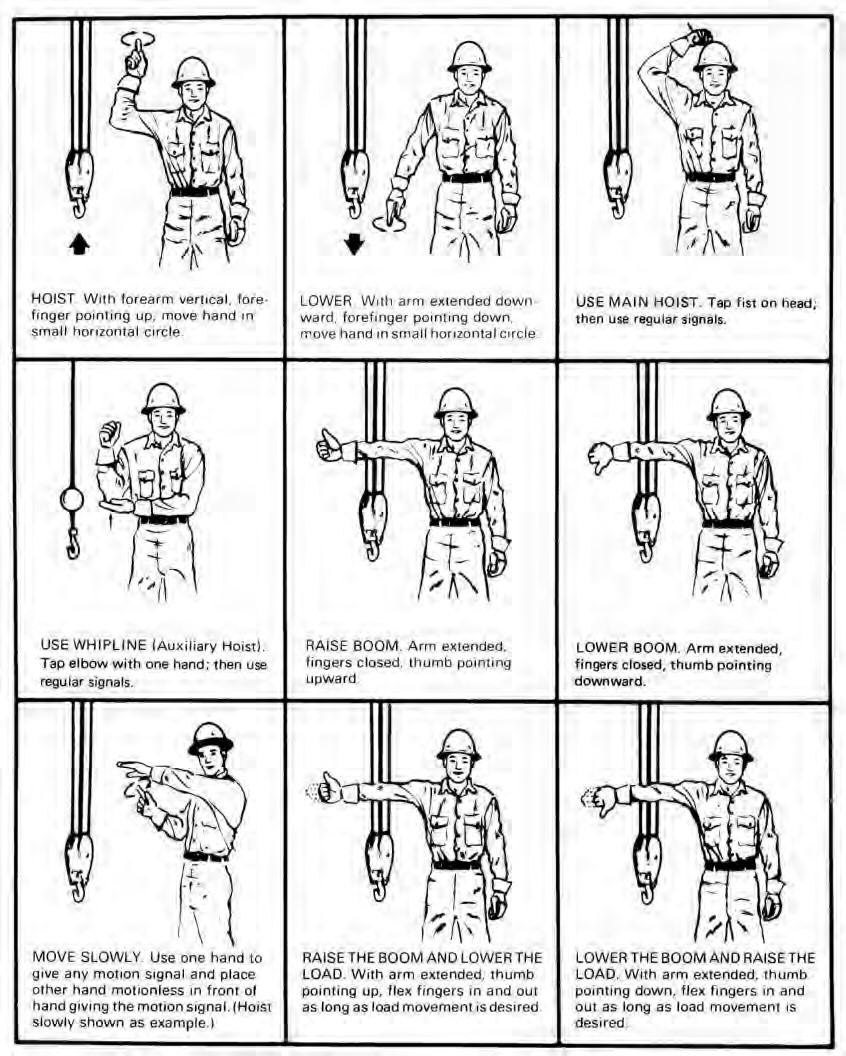 HOIST. With forearm vertical, fore-
finger pointing up, move hand in
small horizontal circle.
LOWER. With arm extended down-
ward, forefinger pointing down,
move hand in small horizontal circle.
USE MAIN HOIST. Tap fist on head;
then use regular signals.
USE WHIPLINE (Auxiliary Hoist).
Tap elbow with one hand; then use
regular signals.
RAISE BOOM. Arm extended,
fingers closed, thumb pointing
upward.
LOWER BOOM. Arm extended,
fingers closed, thumb pointing
downward.
MOVE SLOWLY. Use one hand to
give any motion signal and place
other hand motionless in front of
hand giving the motion signal. (Hoist
slowly shown as example.)
RAISE THE BOOM AND LOWER THE
LOAD. With arm extended, thumb
pointing up, flex fingers in and out
as long as load movement is desired.
LOWER THE BOOM AND RAISE THE
LOAD. With arm extended, thumb
pointing down, flex fingers in and
out as long as load movement is
desired.